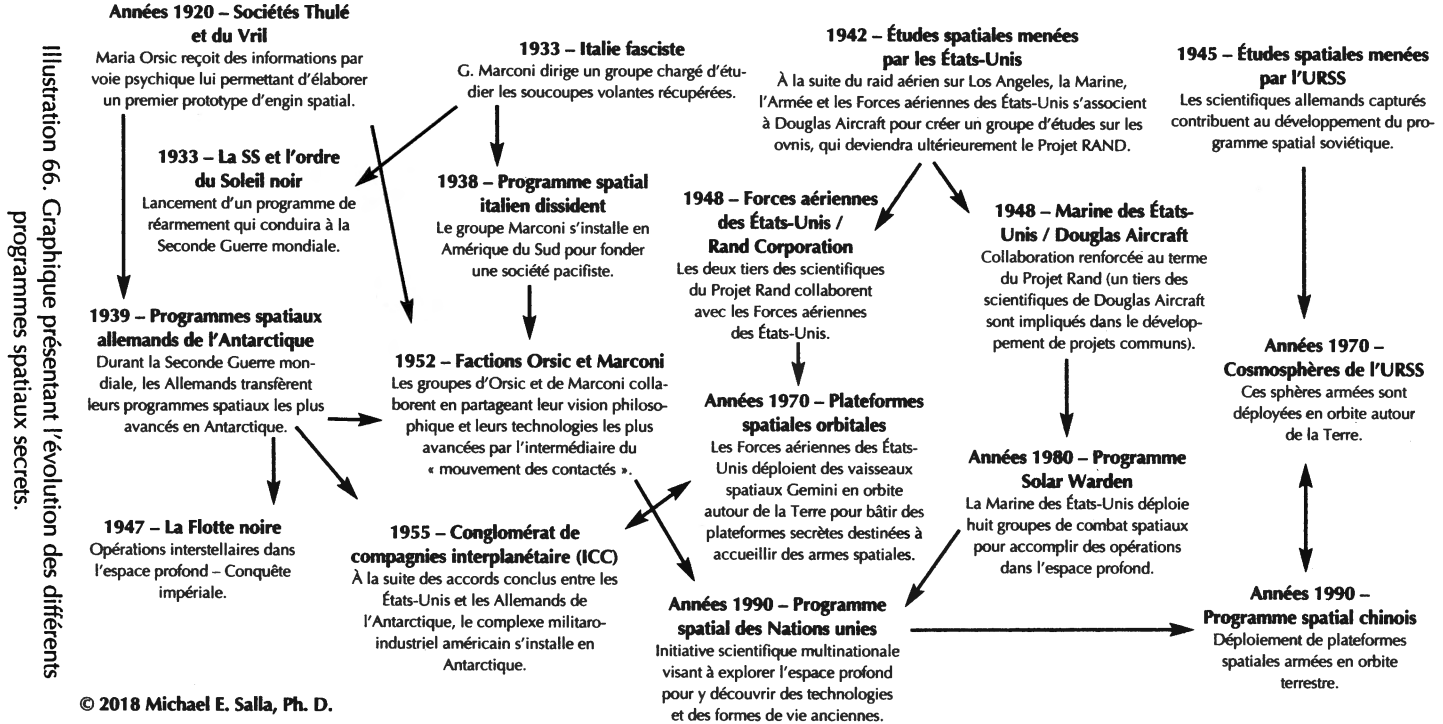 Années 1920 – Sociétés Thulé
et du Vril
Maria Orsic reçoit des informations par
voie psychique lui permettant d'élaborer
un premier prototype d'engin spatial.
1933 – Italie fasciste
G. Marconi dirige un groupe chargé d'étu-
dier les soucoupes volantes récupérées.
1942 – Études spatiales menées
par les États-Unis
À la suite du raid aérien sur Los Angeles, la Marine,
l'Armée et les Forces aériennes des États-Unis s'associent
à Douglas Aircraft pour créer un groupe d'études sur les
ovnis, qui deviendra ultérieurement le Projet RAND.
1945 – Études spatiales menées
par l'URSS
Les scientifiques allemands capturés
contribuent au développement du pro-
gramme spatial soviétique.
1933 – La SS et l'ordre
du Soleil noir
Lancement d'un programme de
réarmement qui conduira à la
Seconde Guerre mondiale.
1938 – Programme spatial
italien dissident
Le groupe Marconi s'installe en
Amérique du Sud pour fonder
une société pacifiste.
1948 – Forces aériennes
des États-Unis /
Rand Corporation
Les deux tiers des scientifiques
du Projet Rand collaborent
avec les Forces aériennes
des États-Unis.
1948 – Marine des États-
Unis / Douglas Aircraft
Collaboration renforcée au terme
du Projet Rand (un tiers des
scientifiques de Douglas Aircraft
sont impliqués dans le dévelop-
pement de projets communs).
1939 – Programmes spatiaux
allemands de l'Antarctique
Durant la Seconde Guerre mon-
diale, les Allemands transfèrent
leurs programmes spatiaux les plus
avancés en Antarctique.
1952 – Factions Orsic et Marconi
Les groupes d'Orsic et de Marconi colla-
borent en partageant leur vision philoso-
phique et leurs technologies les plus
avancées par l'intermédiaire du
« mouvement des contactés ».
Années 1970 – Plateformes
spatiales orbitales
Les Forces aériennes des États-
Unis déploient des vaisseaux
spatiaux Gemini en orbite
autour de la Terre pour bâtir des
plateformes secrètes destinées à
accueillir des armes spatiales.
Années 1980 – Programme
Solar Warden
La Marine des États-Unis déploie
huit groupes de combat spatiaux
pour accomplir des opérations
dans l'espace profond.
Années 1970 –
Cosmosphères de l'URSS
Ces sphères armées sont
déployées en orbite autour
de la Terre.
1947 – La Flotte noire
Opérations interstellaires dans
l'espace profond – Conquête
impériale.
1955 – Conglomérat de
compagnies interplanétaire (ICC)
À la suite des accords conclus entre les
États-Unis et les Allemands de
l'Antarctique, le complexe militaro-
industriel américain s'installe en
Antarctique.
Années 1990 – Programme
spatial des Nations unies
Initiative scientifique multinationale
visant à explorer l'espace profond
pour y découvrir des technologies
et des formes de vie anciennes.
Années 1990 –
Programme spatial chinois
Déploiement de plateformes
spatiales armées en orbite
terrestre.
Illustration 66. Graphique présentant l'évolution des différents
programmes spatiaux secrets.
© 2018 Michael E. Salla, Ph. D.